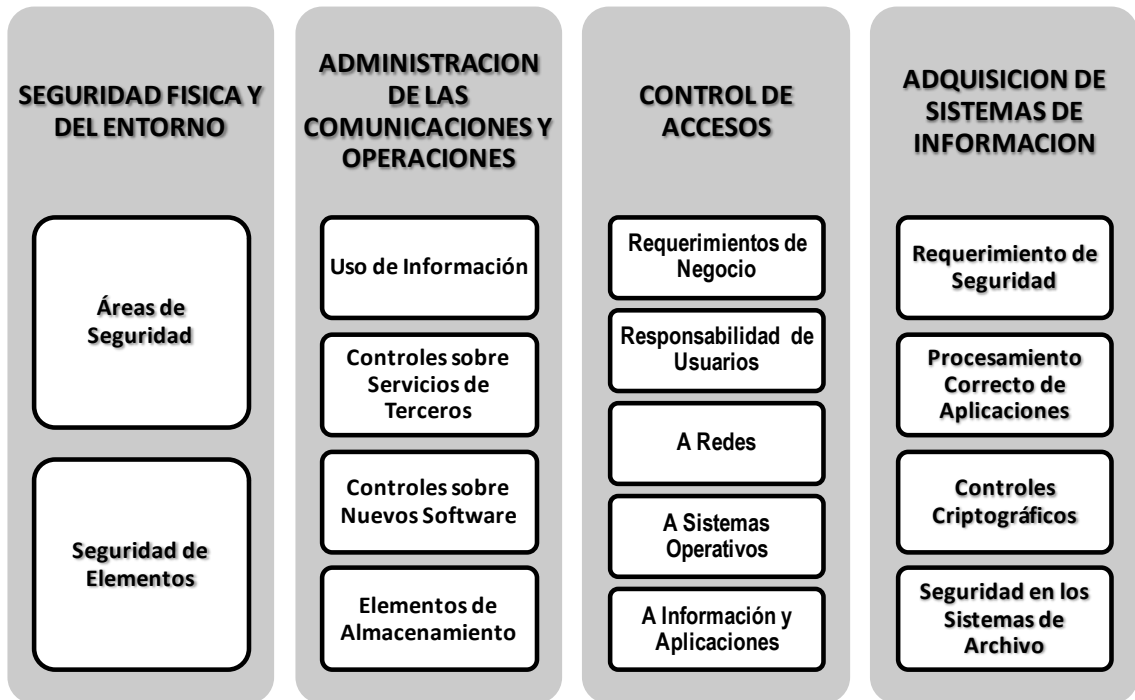 SEGURIDAD FISICA Y
DEL ENTORNO
Áreas de
Seguridad
Seguridad de
Elementos
ADMINISTRACION
DE LAS
COMUNICACIONES Y
OPERACIONES
Uso de Información
Controles sobre
Servicios de
Terceros
Controles sobre
Nuevos Software
Elementos de
Almacenamiento
CONTROL DE
ACCESOS
Requerimientos de
Negocio
Responsabilidad de
Usuarios
A Redes
A Sistemas
Operativos
A Información y
Aplicaciones
ADQUISICION DE
SISTEMAS DE
INFORMACION
Requerimiento de
Seguridad
Procesamiento
Correcto de
Aplicaciones
Controles
Criptográficos
Seguridad en los
Sistemas de
Archivo